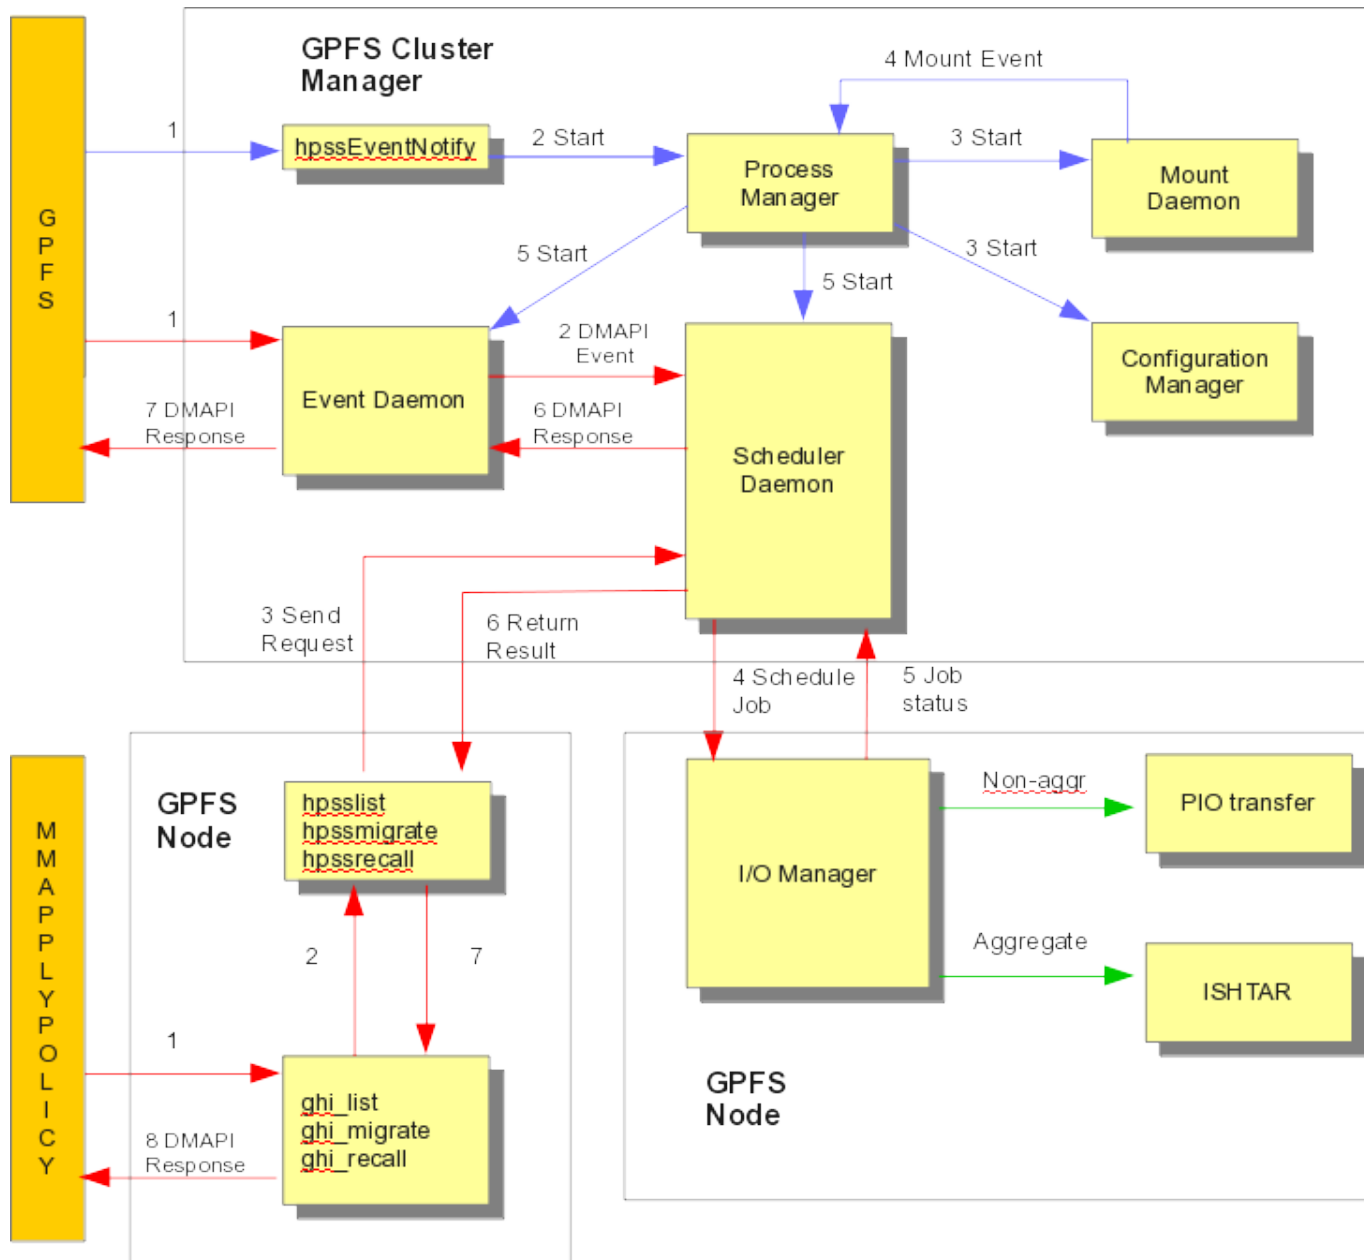 GPFS Cluster
Manager
4 Mount Event
1
hpssEventNotify
2 Start
Process
Manager
3 Start
Mount
Daemon
G
P
F
S
5 Start
5 Start
3 Start
1
Event Daemon
2 DMAPI
Event
Configuration
Manager
7 DMAPI
Response
6 DMAPI
Response
Scheduler
Daemon
3 Send
Request
6 Return
Result
4 Schedule
Job
5 Job
status
M
M
A
P
P
L
Y
P
O
L
I
C
Y
GPFS
Node
hpsslist
hpssmigrate
hpssrecall
2
7
1
ghi_list
ghi_migrate
ghi_recall
8 DMAPI
Response
I/O Manager
Non-aggr
PIO transfer
Aggregate
ISHTAR
GPFS
Node